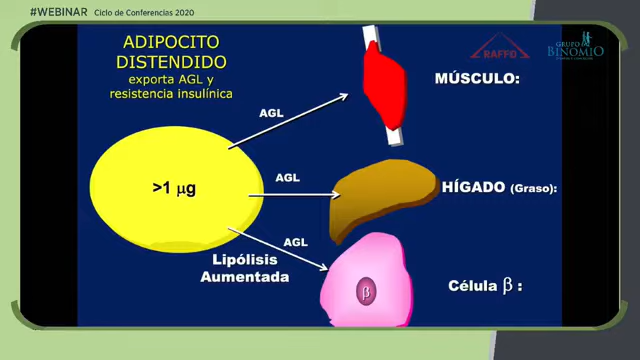 #WEBINAR Ciclo de Conferencias 2020
ADIPOCITO
DISTENDIDO
exporta AGL y
resistencia insulínica
RAFFO
GRUPO
BINOMIO
MÚSCULO:
AGL
>1 µg
AGL
HÍGADO (Graso):
AGL
Lipólisis
Aumentada
β
Célula β :